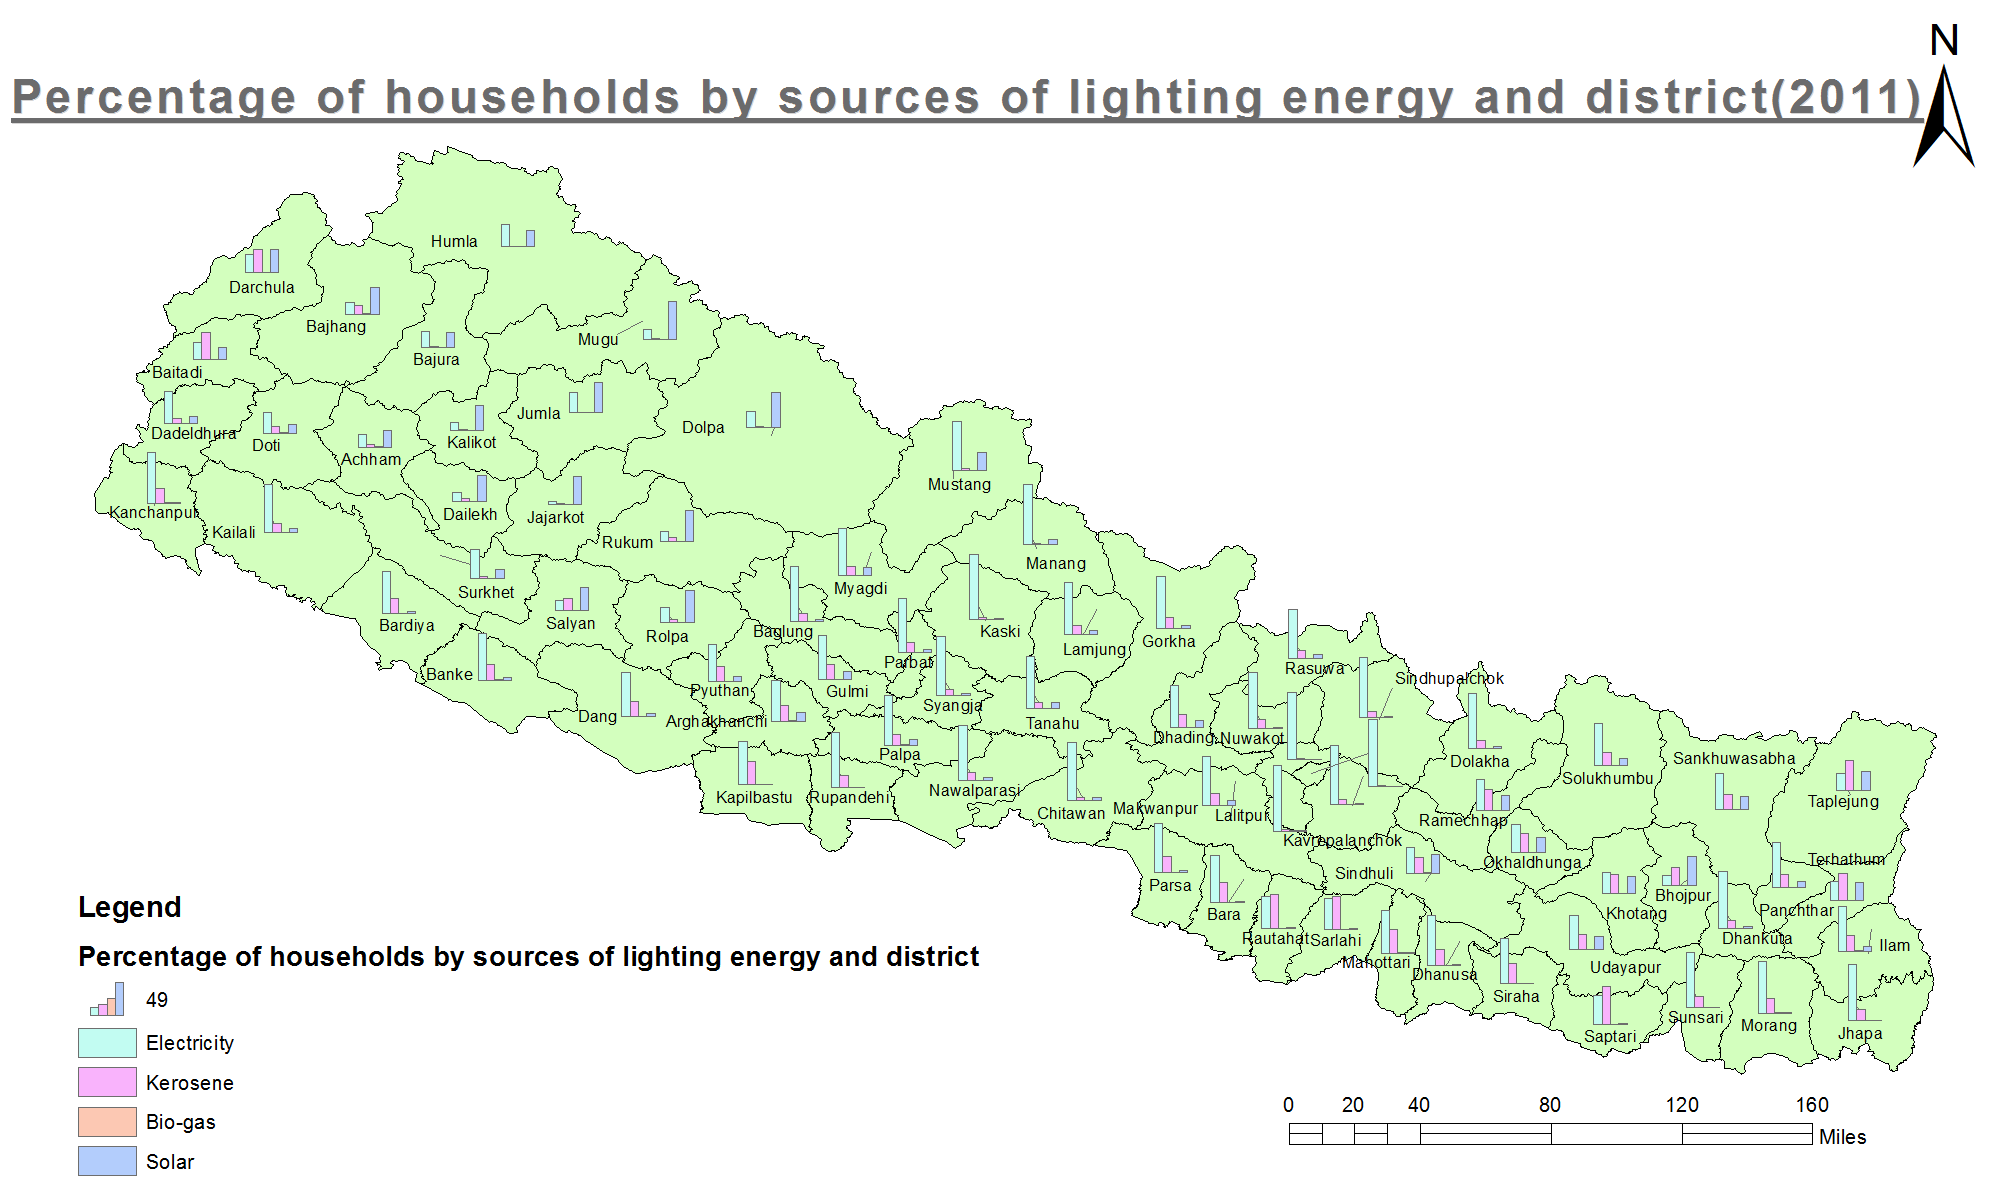 N
Percentage of households by sources of lighting energy and district(2011)
Humla
Darchula
Bajhang
Mugu
Bajura
Baitadi
Jumla
Dolpa
Dadeldhura
Doti
Kalikot
Achham
Mustang
Kanchanpur
Dailekh
Jajarkot
Kailali
Rukum
Manang
Myagdi
Surkhet
Salyan
Bardiya
Rolpa
Baglung
Kaski
Gorkha
Lamjung
Parbat
Rasuwa
Banke
Pyuthan
Gulmi
Sindhupalchok
Syangja
Dang
Arghakhanchi
Tanahu
Dhading
Nuwakot
Palpa
Dolakha
Sankhuwasabha
Solukhumbu
Nawalparasi
Kapilbastu
Rupandehi
Taplejung
Chitawan
Makwanpur
Lalitpur
Ramechhap
Kavrepalanchok
Okhaldhunga
Terhathum
Sindhuli
Parsa
Bhojpur
Bara
Khotang
Panchthar
Rautahat
Sarlahi
Dhankuta
Ilam
Mahottari
Dhanusa
Udayapur
Siraha
Sunsari
Morang
Saptari
Jhapa
Legend
Percentage of households by sources of lighting energy and district
49
Electricity
Kerosene
Bio-gas
Solar
0 20 40 80 120 160
Miles